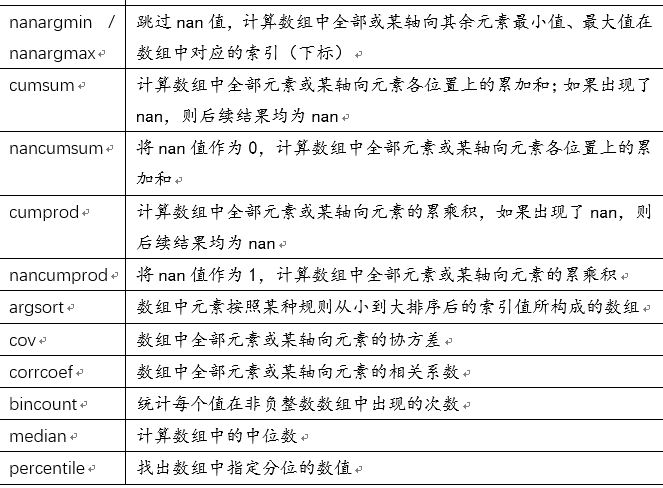 nanargmin / 跳过 nan 值，计算数组中全部或某轴向其余元素最小值、最大值在
nanargmax 数组中对应的索引（下标）
cumsum 计算数组中全部元素或某轴向元素各位置上的累加和；如果出现了
nan，则后续结果均为 nan
nancumsum 将 nan 值作为 0，计算数组中全部元素或某轴向元素各位置上的累
加和
cumprod 计算数组中全部元素或某轴向元素的累乘积，如果出现了 nan，则
后续结果均为 nan
nancumprod 将 nan 值作为 1，计算数组中全部元素或某轴向元素的累乘积
argsort 数组中元素按照某种规则从小到大排序后的索引值所构成的数组
cov 数组中全部元素或某轴向元素的协方差
corrcoef 数组中全部元素或某轴向元素的相关系数
bincount 统计每个值在非负整数数组中出现的次数
median 计算数组中的中位数
percentile 找出数组中指定分位的数值